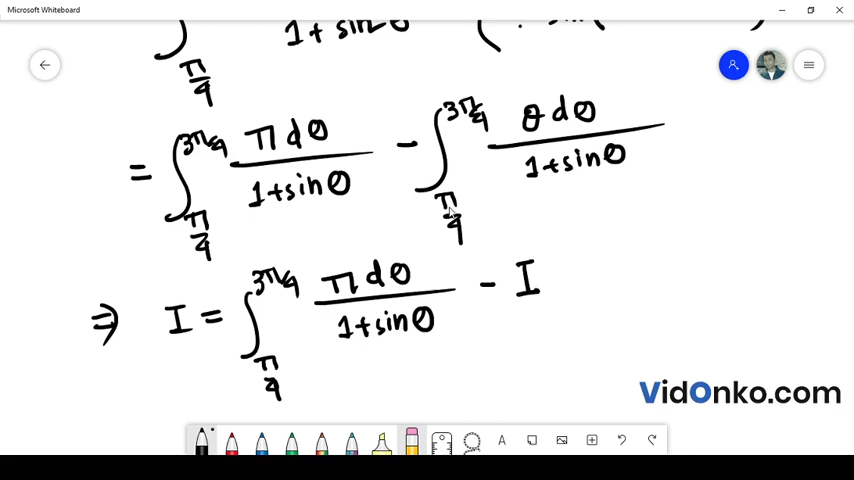 Microsoft Whiteboard
∫ π/4 1 + sinθ
= ∫ π/4 3π/4 π dθ / 1+sinθ − ∫ π/4 3π/4 θ dθ / 1+sinθ
⇒ I = ∫ π/4 3π/4 π dθ / 1+sinθ − I
VidOnko.com